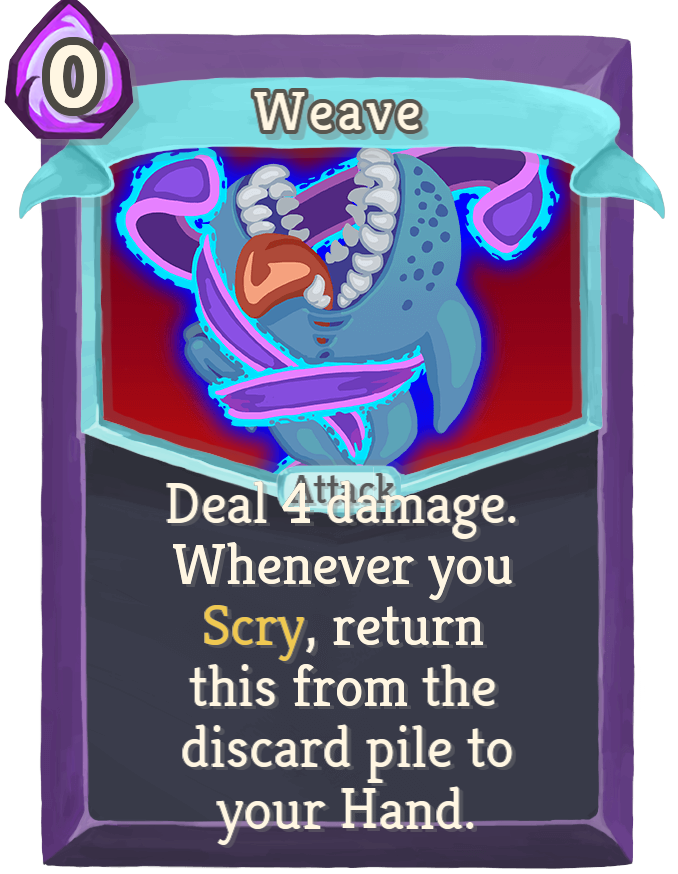 0
Weave
Attack
Deal 4 damage.
Whenever you
Scry, return
this from the
discard pile to
your Hand.